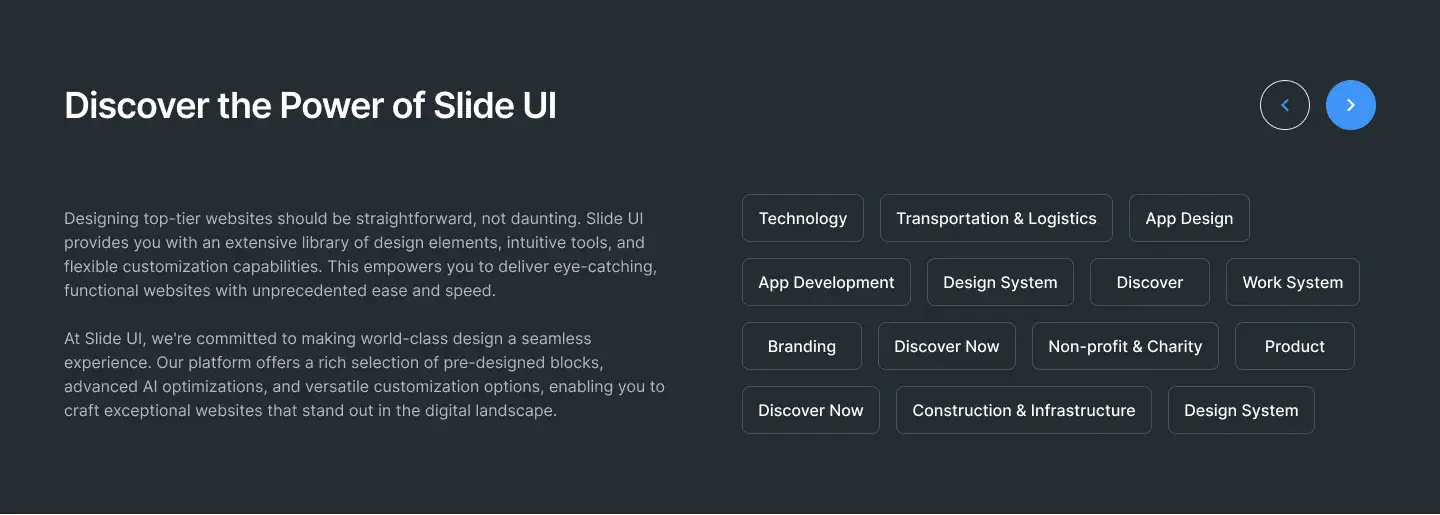 Discover the Power of Slide UI
Designing top-tier websites should be straightforward, not daunting. Slide UI
provides you with an extensive library of design elements, intuitive tools, and
flexible customization capabilities. This empowers you to deliver eye-catching,
functional websites with unprecedented ease and speed.
At Slide UI, we're committed to making world-class design a seamless
experience. Our platform offers a rich selection of pre-designed blocks,
advanced AI optimizations, and versatile customization options, enabling you to
craft exceptional websites that stand out in the digital landscape.
Technology Transportation & Logistics App Design
App Development Design System Discover Work System
Branding Discover Now Non-profit & Charity Product
Discover Now Construction & Infrastructure Design System